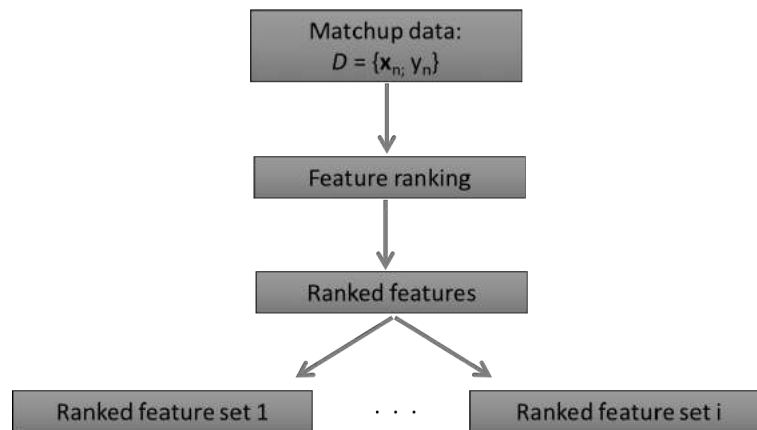 Matchup data:
D = {xₙ; yₙ}
Feature ranking
Ranked features
Ranked feature set 1 . . . Ranked feature set i